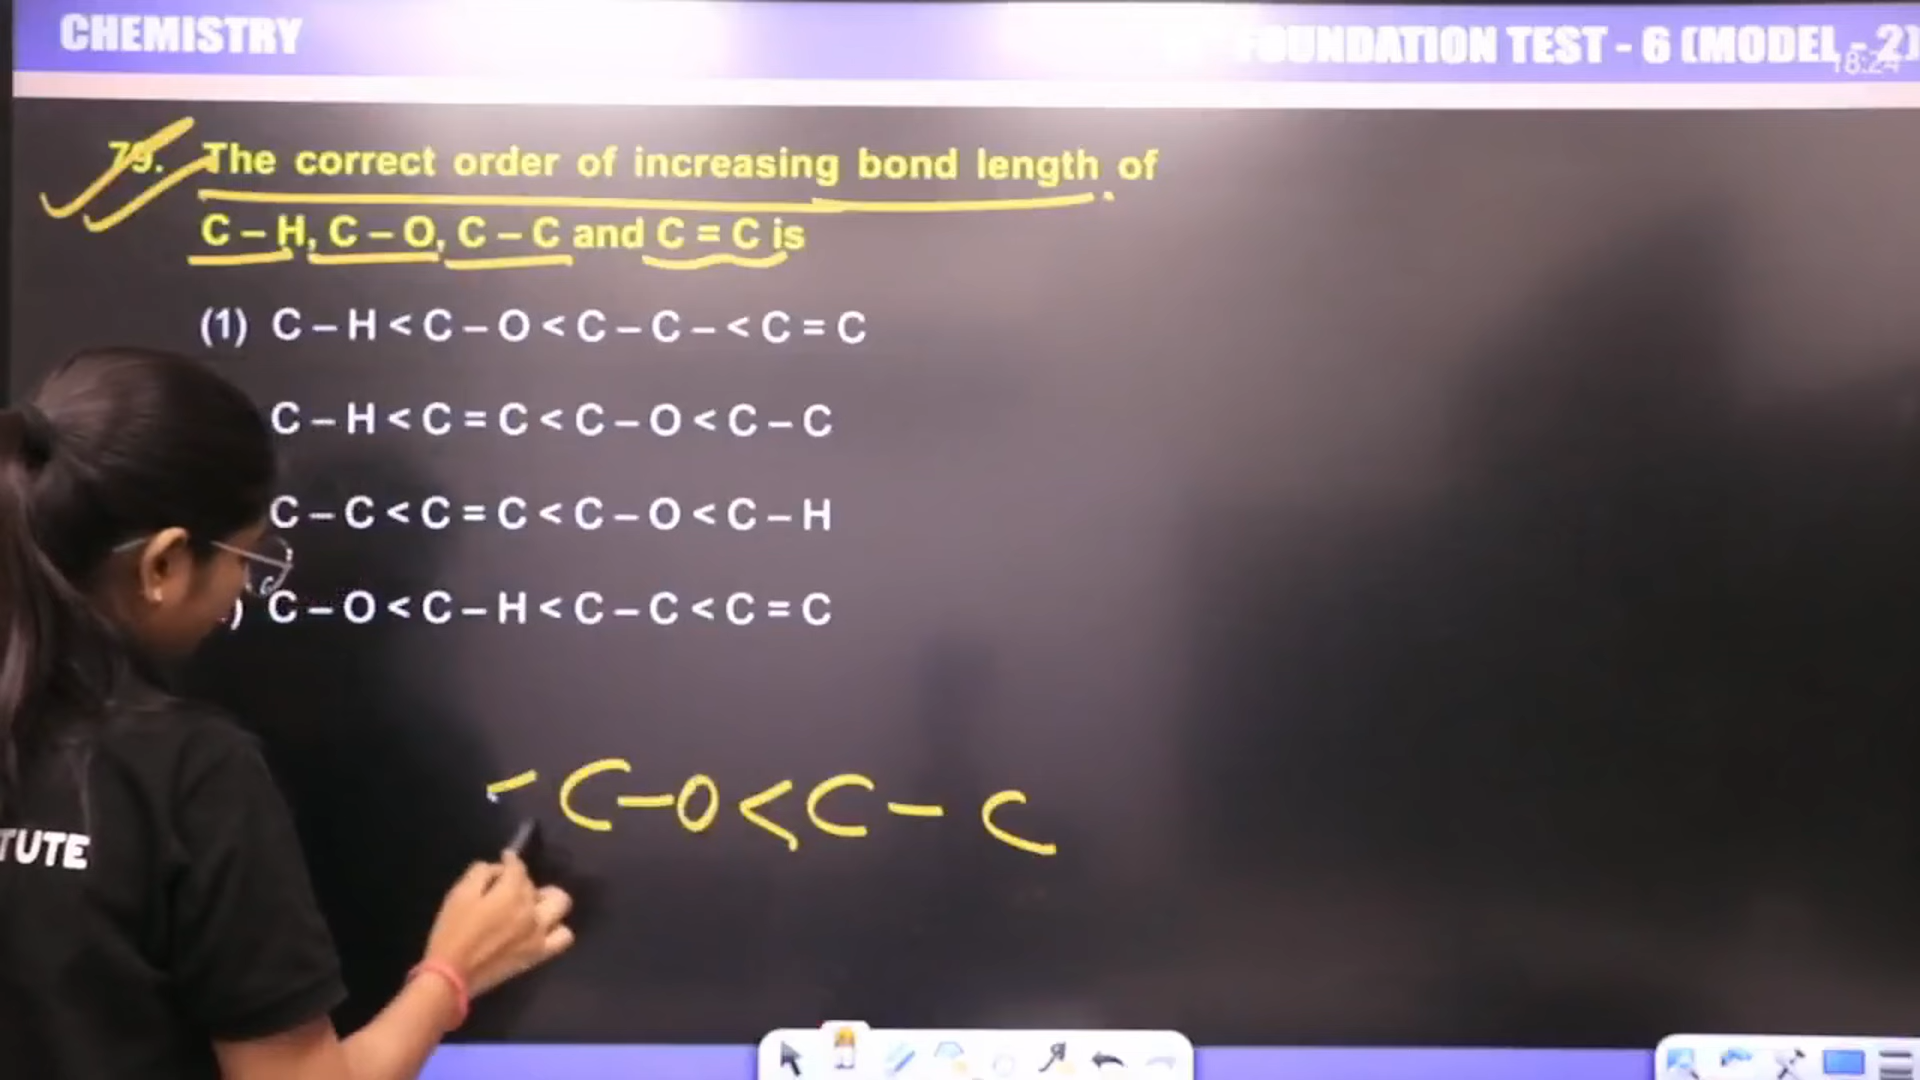 CHEMISTRY
FOUNDATION TEST - 6 (MODEL - 2)
18:24
79. The correct order of increasing bond length of
C – H, C – O, C – C and C = C is
(1) C – H < C – O < C – C – < C = C
C – H < C = C < C – O < C – C
C – C < C = C < C – O < C – H
) C – O < C – H < C – C < C = C
C – O < C – C
TUTE